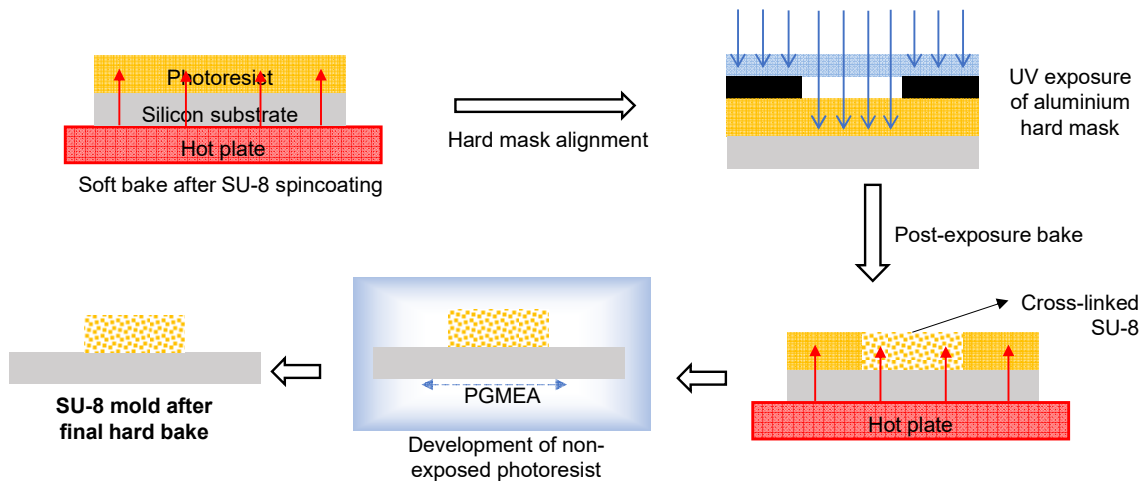 Photoresist
Silicon substrate
Hot plate
Soft bake after SU-8 spincoating
Hard mask alignment
UV exposure
of aluminium
hard mask
Post-exposure bake
Cross-linked
SU-8
Hot plate
PGMEA
Development of non-
exposed photoresist
SU-8 mold after
final hard bake